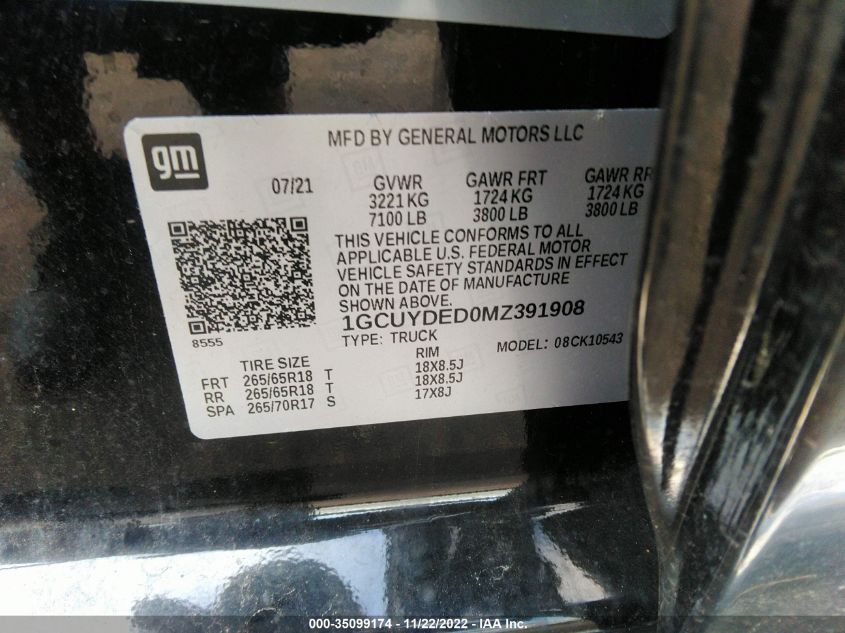 gm
MFD BY GENERAL MOTORS LLC
07/21 GVWR GAWR FRT GAWR RR
3221 KG 1724 KG 1724 KG
7100 LB 3800 LB 3800 LB
THIS VEHICLE CONFORMS TO ALL
APPLICABLE U.S. FEDERAL MOTOR
VEHICLE SAFETY STANDARDS IN EFFECT
ON THE DATE OF MANUFACTURE
SHOWN ABOVE.
1GCUYDED0MZ391908
8555
TYPE: TRUCK MODEL: 08CK10543
TIRE SIZE RIM
FRT 265/65R18 T 18X8.5J
RR 265/65R18 T 18X8.5J
SPA 265/70R17 S 17X8J
000-35099174 - 11/22/2022 - IAA Inc.